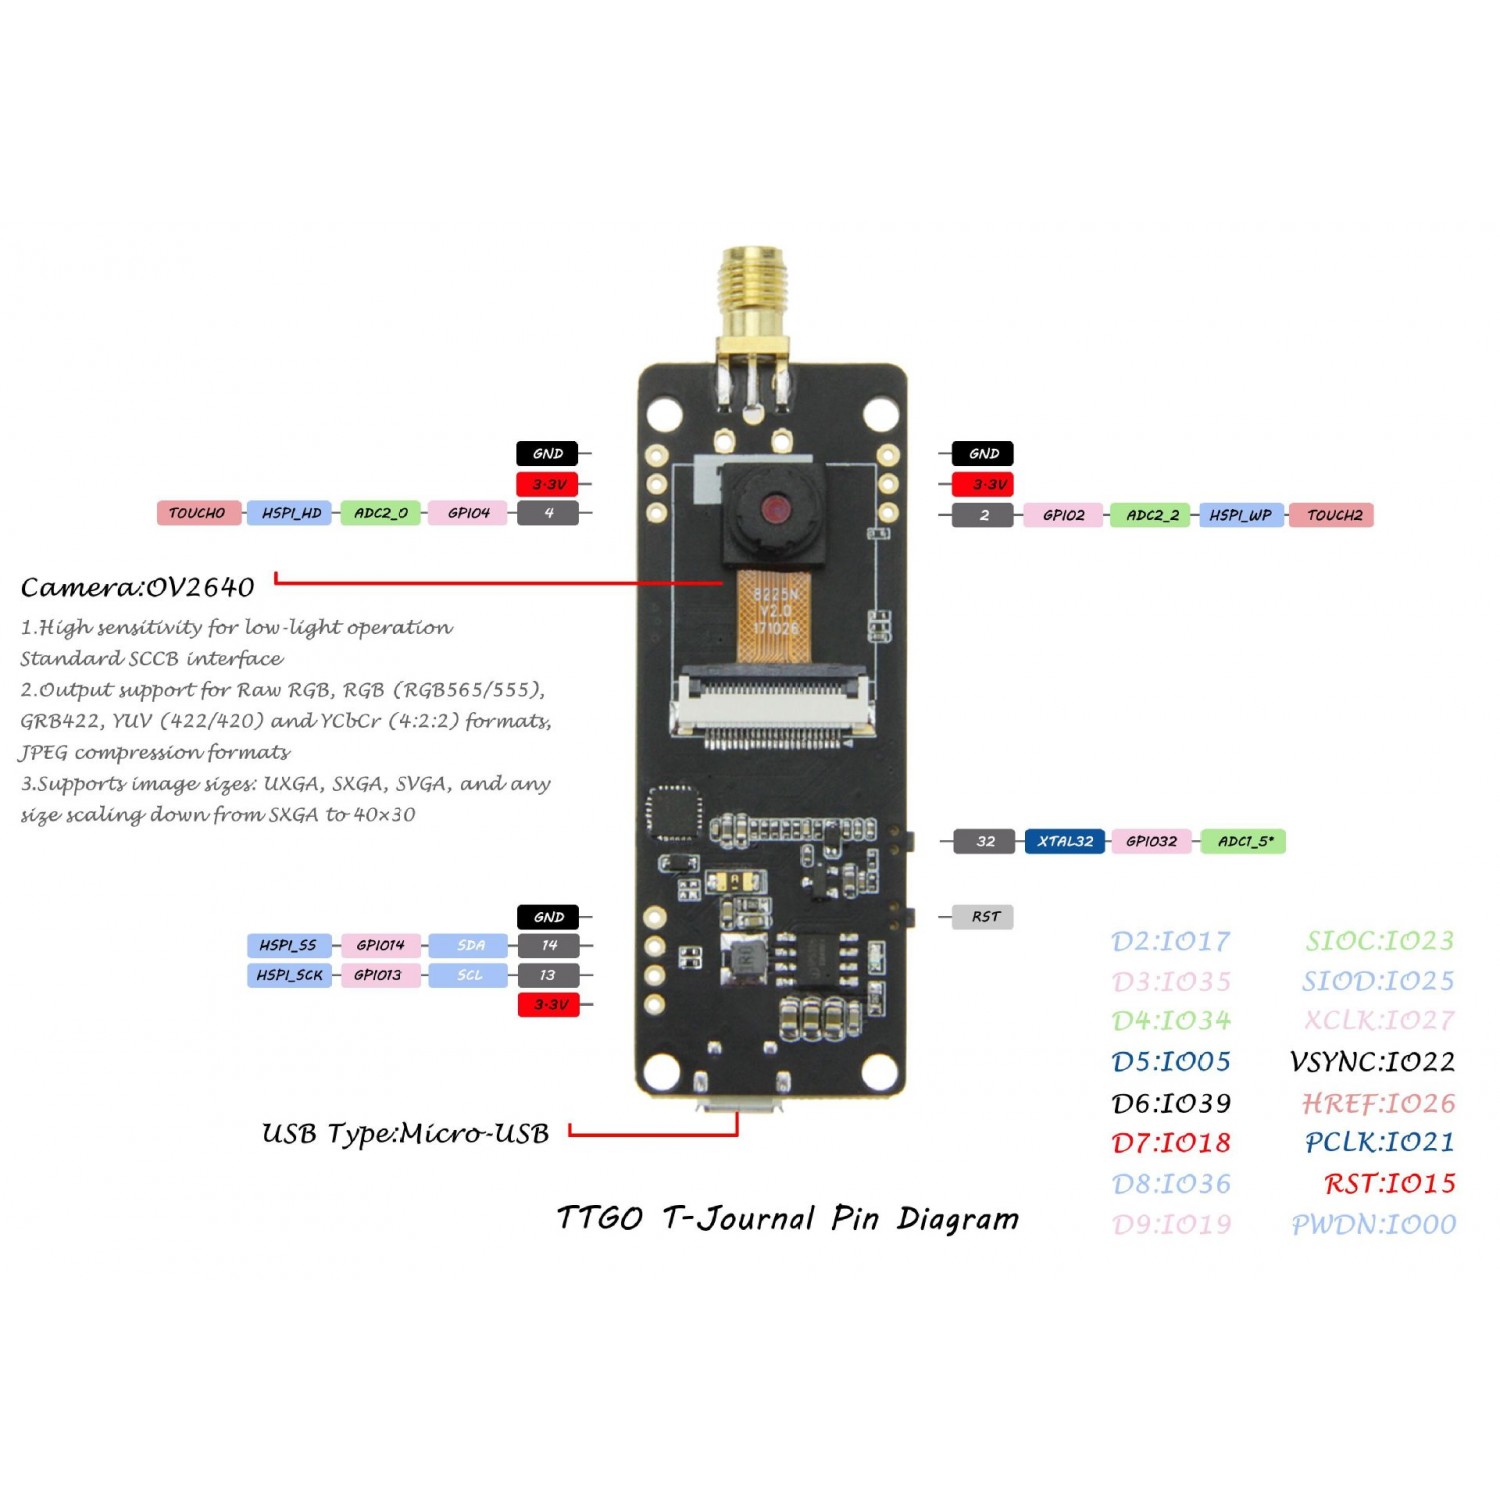 GND
3.3V
TOUCH0 HSPI_HD ADC2_0 GPIO4 4
GND
3.3V
2 GPIO2 ADC2_2 HSPI_WP TOUCH2
Camera:OV2640
1.High sensitivity for low-light operation
Standard SCCB interface
2.Output support for Raw RGB, RGB (RGB565/555),
GRB422, YUV (422/420) and YCbCr (4:2:2) formats,
JPEG compression formats
3.Supports image sizes: UXGA, SXGA, SVGA, and any
size scaling down from SXGA to 40×30
8225N
V2.0
171026
32 XTAL32 GPIO32 ADC1_5*
RST
GND
HSPI_SS GPIO14 SDA 14
HSPI_SCK GPIO13 SCL 13
3.3V
1R0
A
D2:IO17 SIOC:IO23
D3:IO35 SIOD:IO25
D4:IO34 XCLK:IO27
D5:IO05 VSYNC:IO22
D6:IO39 HREF:IO26
D7:IO18 PCLK:IO21
D8:IO36 RST:IO15
D9:IO19 PWDN:IO00
USB Type:Micro-USB
TTGO T-Journal Pin Diagram